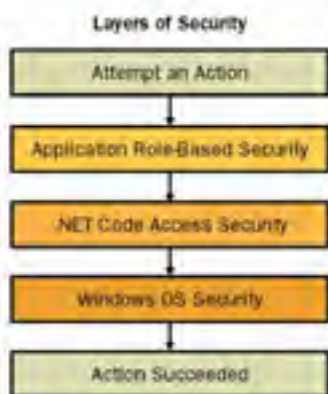 Layers of Security
Attempt an Action
Application Role-Based Security
.NET Code Access Security
Windows OS Security
Action Succeeded